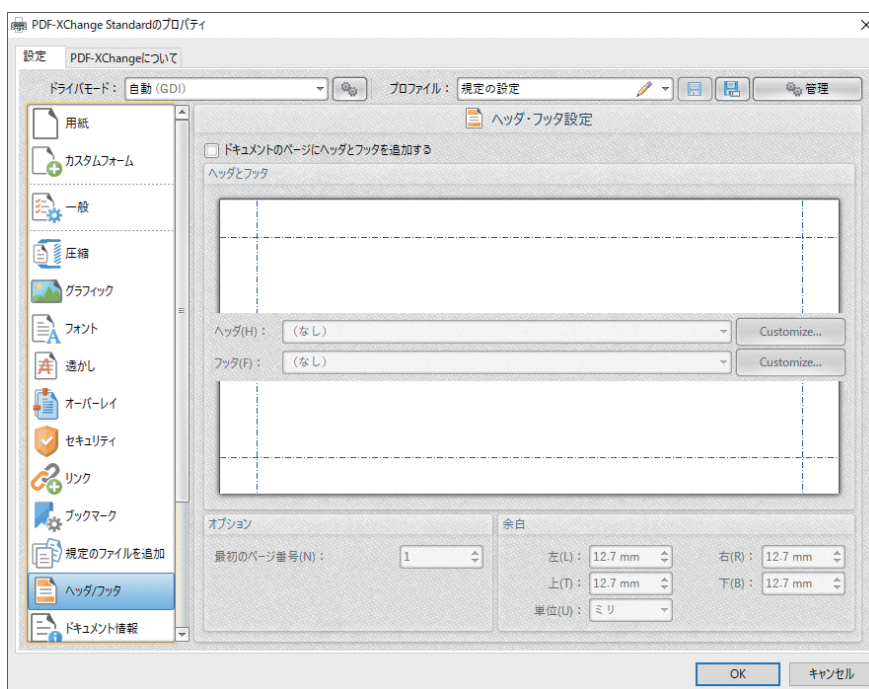 PDF-XChange Standardのプロパティ
設定 PDF-XChangeについて
ドライバモード： 自動 (GDI) プロファイル： 規定の設定 管理
用紙
カスタムフォーム
一般
圧縮
グラフィック
フォント
透かし
オーバーレイ
セキュリティ
リンク
ブックマーク
規定のファイルを追加
ヘッダ/フッタ
ドキュメント情報
ヘッダ・フッタ設定
ドキュメントのページにヘッダとフッタを追加する
ヘッダとフッタ
ヘッダ(H)： (なし) Customize...
フッタ(F)： (なし) Customize...
オプション
最初のページ番号(N)： 1
余白
左(L)： 12.7 mm 右(R)： 12.7 mm
上(T)： 12.7 mm 下(B)： 12.7 mm
単位(U)： ミリ
OK キャンセル